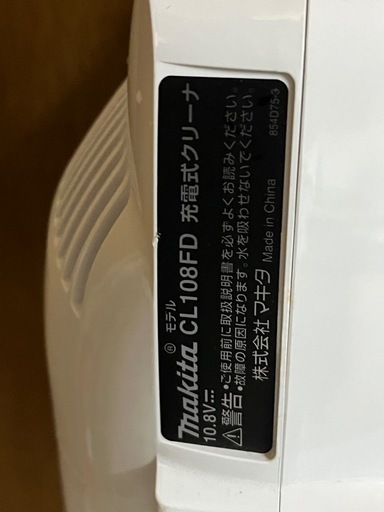 Makita® モデル CL108FD 充電式クリーナ
10.8V⎓
⚠警告 •ご使用前に取扱説明書を必ずよくお読みください。
•故障の原因になります。水を吸わせないでください。
株式会社マキタ Made in China 854D75-3